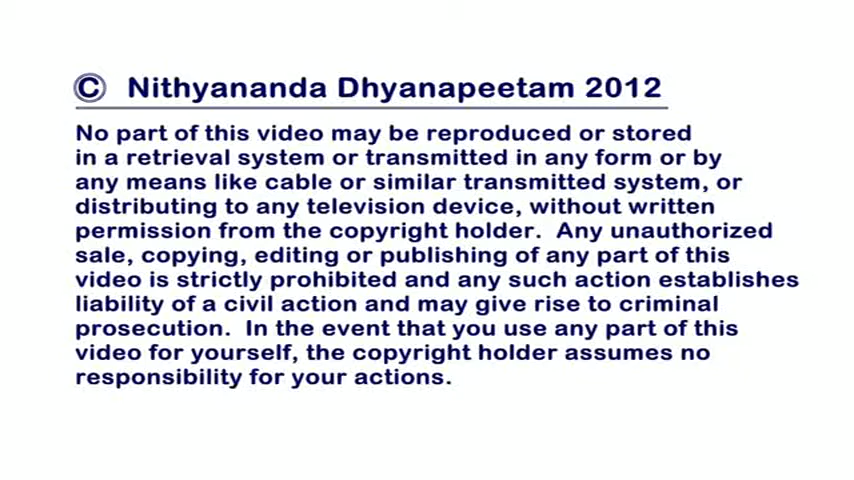 © Nithyananda Dhyanapeetam 2012
No part of this video may be reproduced or stored
in a retrieval system or transmitted in any form or by
any means like cable or similar transmitted system, or
distributing to any television device, without written
permission from the copyright holder.  Any unauthorized
sale, copying, editing or publishing of any part of this
video is strictly prohibited and any such action establishes
liability of a civil action and may give rise to criminal
prosecution.  In the event that you use any part of this
video for yourself, the copyright holder assumes no
responsibility for your actions.